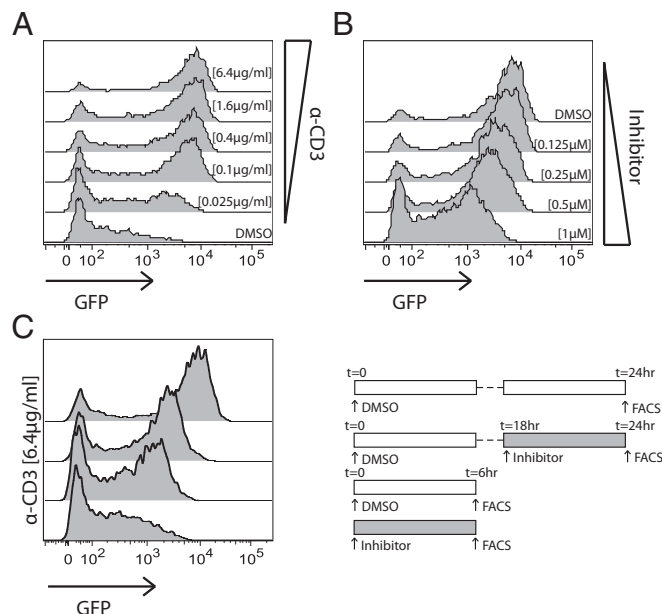 A
[6.4μg/ml]
[1.6μg/ml]
[0.4μg/ml]
[0.1μg/ml]
[0.025μg/ml]
DMSO
0 10² 10³ 10⁴ 10⁵
GFP
α-CD3
B
DMSO
[0.125μM]
[0.25μM]
[0.5μM]
[1μM]
0 10² 10³ 10⁴ 10⁵
GFP
Inhibitor
C
α-CD3 [6.4μg/ml]
0 10² 10³ 10⁴ 10⁵
GFP
t=0 t=24hr
↑DMSO ↑FACS
t=0 t=18hr t=24hr
↑DMSO ↑Inhibitor ↑FACS
t=0 t=6hr
↑DMSO ↑FACS
↑Inhibitor ↑FACS